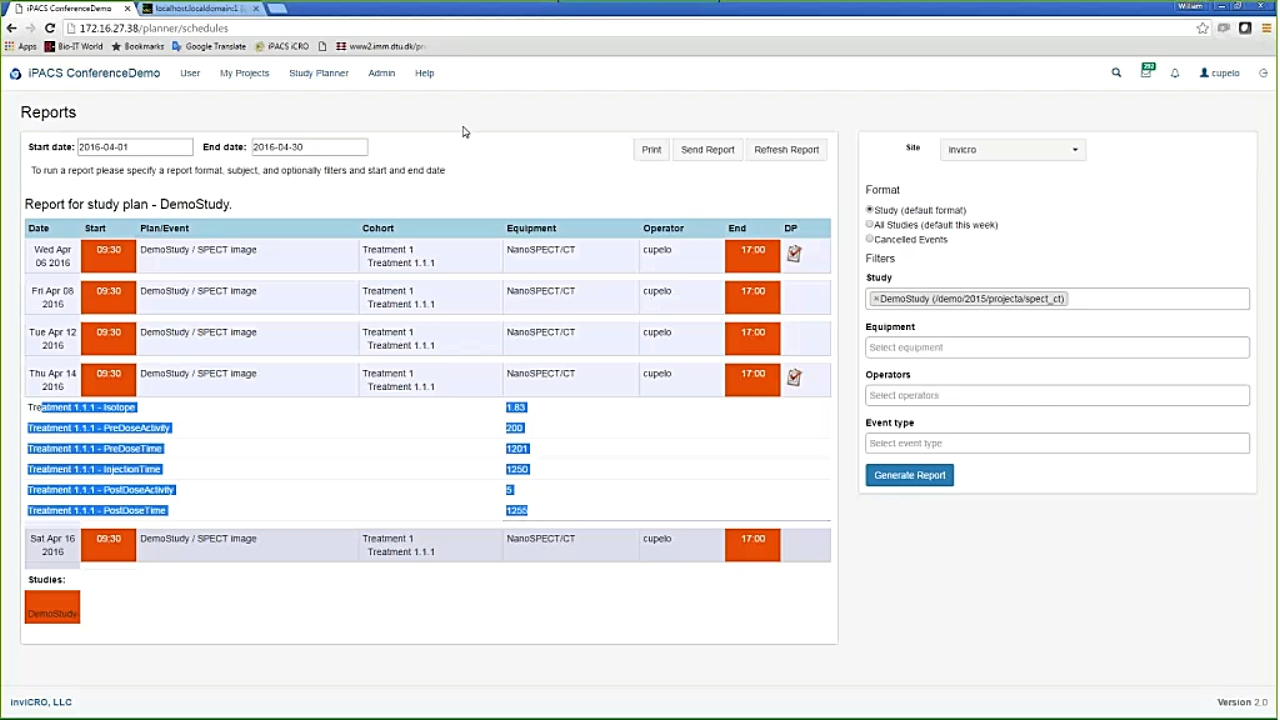 iPACS ConferenceDemo
localhost.localdomain:1
William
172.16.27.38/planner/schedules
Apps Bio-IT World Bookmarks Google Translate iPACS iCRO www2.imm.dtu.dk/pr
iPACS ConferenceDemo User My Projects Study Planner Admin Help cupelo
Reports
Start date: 2016-04-01 End date: 2016-04-30 Print Send Report Refresh Report
To run a report please specify a report format, subject, and optionally filters and start and end date
Report for study plan - DemoStudy.
Date Start Plan/Event Cohort Equipment Operator End DP
Wed Apr 09:30 DemoStudy / SPECT image Treatment 1 NanoSPECT/CT cupelo 17:00
06 2016 Treatment 1.1.1
Fri Apr 08 09:30 DemoStudy / SPECT image Treatment 1 NanoSPECT/CT cupelo 17:00
2016 Treatment 1.1.1
Tue Apr 12 09:30 DemoStudy / SPECT image Treatment 1 NanoSPECT/CT cupelo 17:00
2016 Treatment 1.1.1
Thu Apr 14 09:30 DemoStudy / SPECT image Treatment 1 NanoSPECT/CT cupelo 17:00
2016 Treatment 1.1.1
Treatment 1.1.1 - Isotope 1.83
Treatment 1.1.1 - PreDoseActivity 200
Treatment 1.1.1 - PreDoseTime 1201
Treatment 1.1.1 - InjectionTime 1250
Treatment 1.1.1 - PostDoseActivity 5
Treatment 1.1.1 - PostDoseTime 1255
Sat Apr 16 09:30 DemoStudy / SPECT image Treatment 1 NanoSPECT/CT cupelo 17:00
2016 Treatment 1.1.1
Studies:
DemoStudy
Site invicro
Format
Study (default format)
All Studies (default this week)
Cancelled Events
Filters
Study
×DemoStudy (/demo/2015/projecta/spect_ct)
Equipment
Select equipment
Operators
Select operators
Event type
Select event type
Generate Report
inviCRO, LLC
Version 2.0